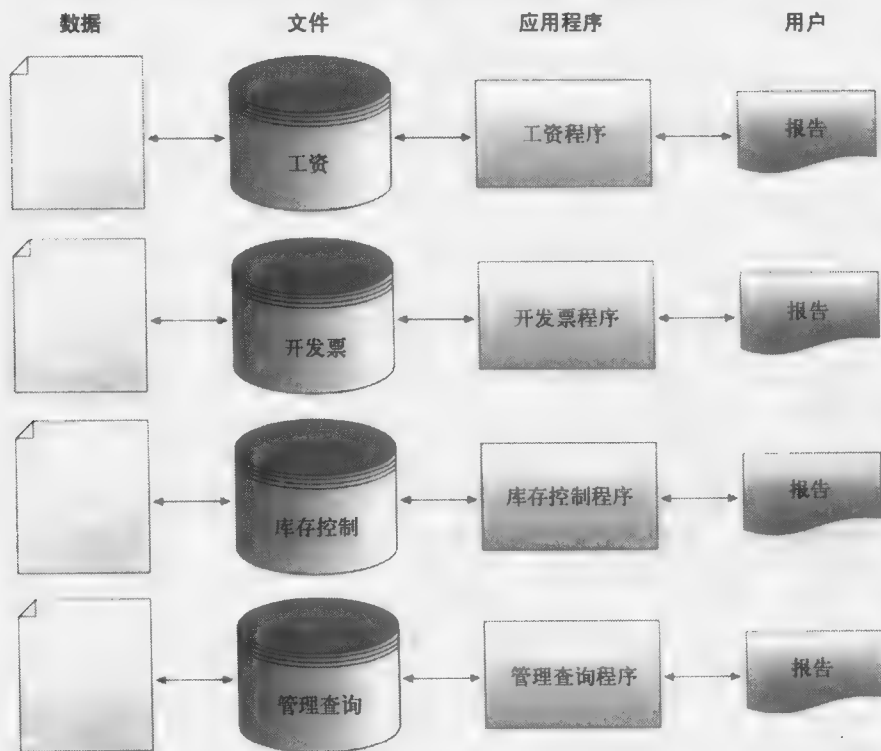 数据
文件
应用程序
用户
工资
工资程序
报告
开发票
开发票程序
报告
库存控制
库存控制程序
报告
管理查询
管理查询程序
报告